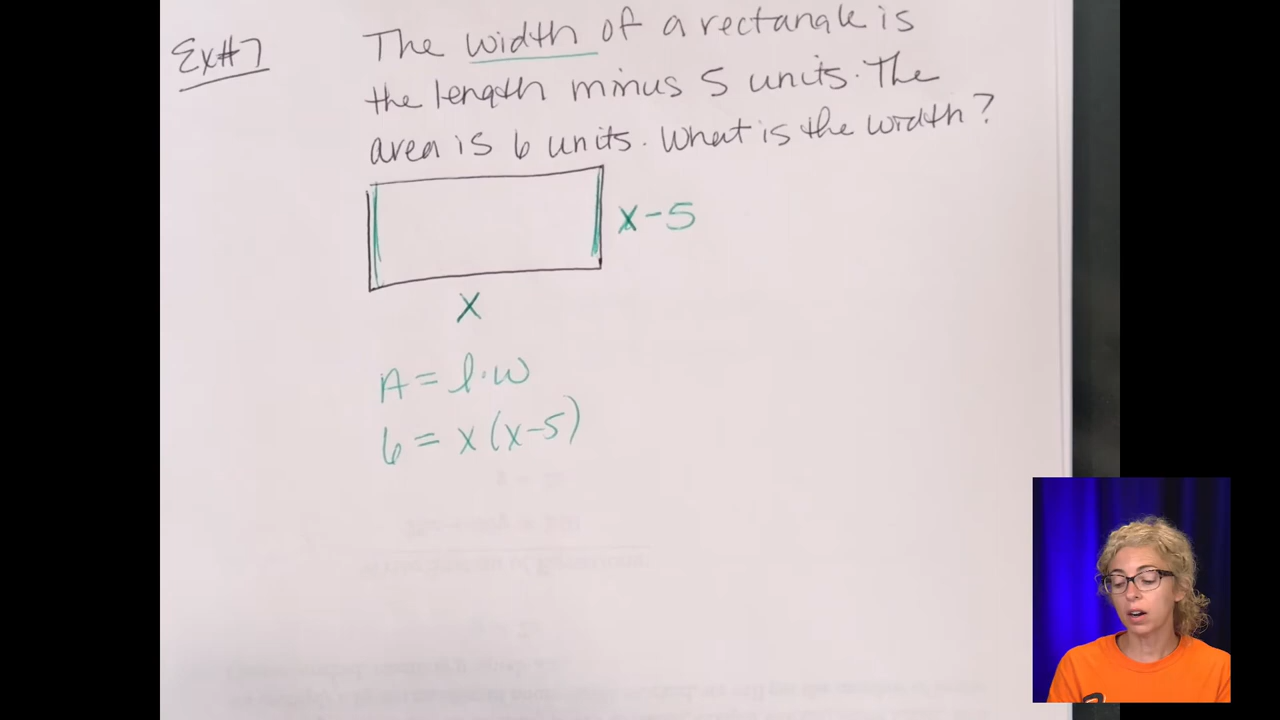 Ex#7
The width of a rectangle is
the length minus 5 units. The
area is 6 units. What is the width?
x-5
x
A = l·w
6 = x(x-5)